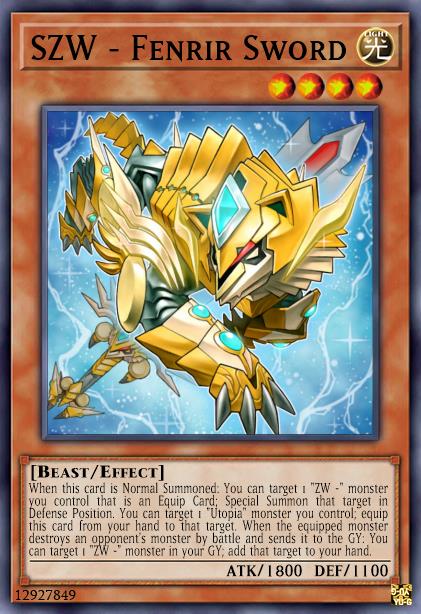 SZW - Fenrir Sword
LIGHT
光
[Beast/Effect]
When this card is Normal Summoned: You can target 1 "ZW -" monster
you control that is an Equip Card; Special Summon that target in
Defense Position. You can target 1 "Utopia" monster you control; equip
this card from your hand to that target. When the equipped monster
destroys an opponent's monster by battle and sends it to the GY: You
can target 1 "ZW -" monster in your GY; add that target to your hand.
ATK/1800 DEF/1100
12927849